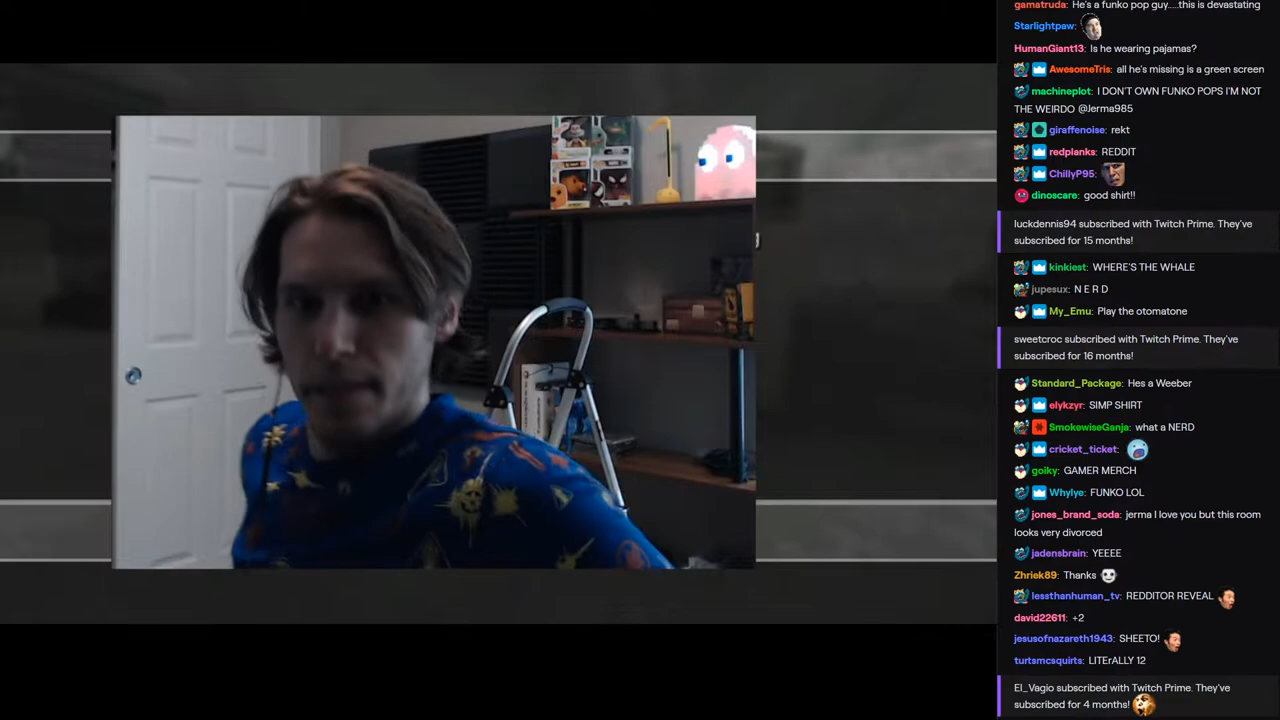 gamatruda: He's a funko pop guy.....this is devastating
Starlightpaw:
HumanGiant13: Is he wearing pajamas?
AwesomeTris: all he's missing is a green screen
machineplot: I DON'T OWN FUNKO POPS I'M NOT
THE WEIRDO @Jerma985
giraffenoise: rekt
redplanks: REDDIT
ChillyP95:
dinoscare: good shirt!!
luckdennis94 subscribed with Twitch Prime. They've
subscribed for 15 months!
kinkiest: WHERE'S THE WHALE
jupesux: N E R D
My_Emu: Play the otomatone
sweetcroc subscribed with Twitch Prime. They've
subscribed for 16 months!
Standard_Package: Hes a Weeber
elykzyr: SIMP SHIRT
SmokewiseGanja: what a NERD
cricket_ticket:
goiky: GAMER MERCH
Whylye: FUNKO LOL
jones_brand_soda: jerma I love you but this room
looks very divorced
jadensbrain: YEEEE
Zhriek89: Thanks
lessthanhuman_tv: REDDITOR REVEAL
david22611: +2
jesusofnazareth1943: SHEETO!
turtsmcsquirts: LITErALLY 12
El_Vagio subscribed with Twitch Prime. They've
subscribed for 4 months!